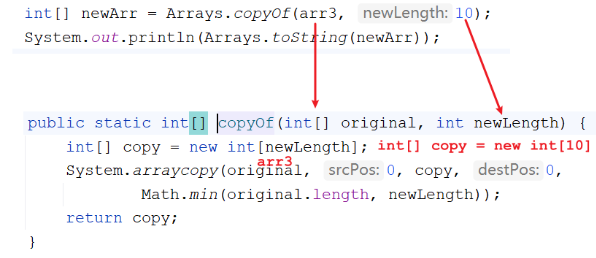 int[] newArr = Arrays.copyOf(arr3, newLength: 10);
System.out.println(Arrays.toString(newArr));
public static int[] copyOf(int[] original, int newLength) {
int[] copy = new int[newLength]; int[] copy = new int[10]
arr3
System.arraycopy(original, srcPos: 0, copy, destPos: 0,
Math.min(original.length, newLength));
return copy;
}